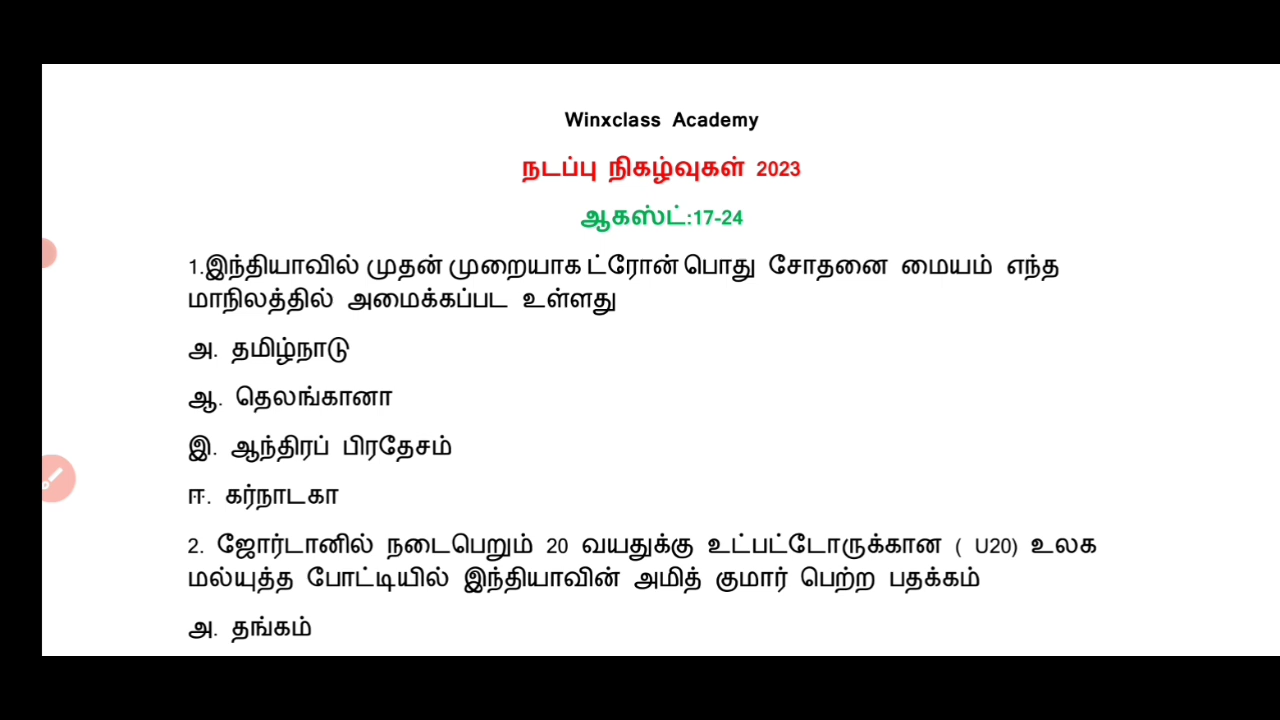 Winxclass Academy
நடப்பு நிகழ்வுகள் 2023
ஆகஸ்ட்:17-24
1.இந்தியாவில் முதன் முறையாக ட்ரோன் பொது சோதனை மையம் எந்த
மாநிலத்தில் அமைக்கப்பட உள்ளது
அ. தமிழ்நாடு
ஆ. தெலங்கானா
இ. ஆந்திரப் பிரதேசம்
ஈ. கர்நாடகா
2. ஜோர்டானில் நடைபெறும் 20 வயதுக்கு உட்பட்டோருக்கான ( U20) உலக
மல்யுத்த போட்டியில் இந்தியாவின் அமித் குமார் பெற்ற பதக்கம்
அ. தங்கம்